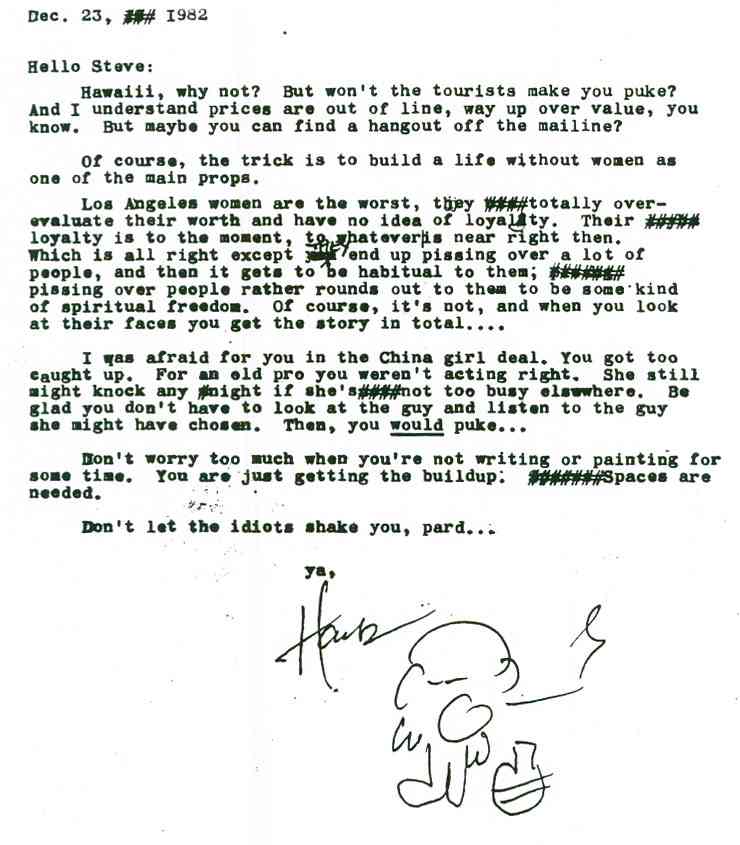 Dec. 23, ### 1982
Hello Steve:
Hawaiii, why not? But won't the tourists make you puke?
And I understand prices are out of line, way up over value, you
know. But maybe you can find a hangout off the mailine?
Of course, the trick is to build a life without women as
one of the main props.
Los Angeles women are the worst, they ####totally over-
evaluate their worth and have no idea of loyalty. Their #####
loyalty is to the moment, to whatever is near right then.
Which is all right except they end up pissing over a lot of
people, and then it gets to be habitual to them; #######
pissing over people rather rounds out to them to be some kind
of spiritual freedom. Of course, it's not, and when you look
at their faces you get the story in total....
I was afraid for you in the China girl deal. You got too
caught up. For an old pro you weren't acting right. She still
might knock any #night if she's####not too busy elsewhere. Be
glad you don't have to look at the guy and listen to the guy
she might have chosen. Then, you would puke...
Don't worry too much when you're not writing or painting for
some time. You are just getting the buildup. #######Spaces are
needed.
Don't let the idiots shake you, pard...
ya,
Hank